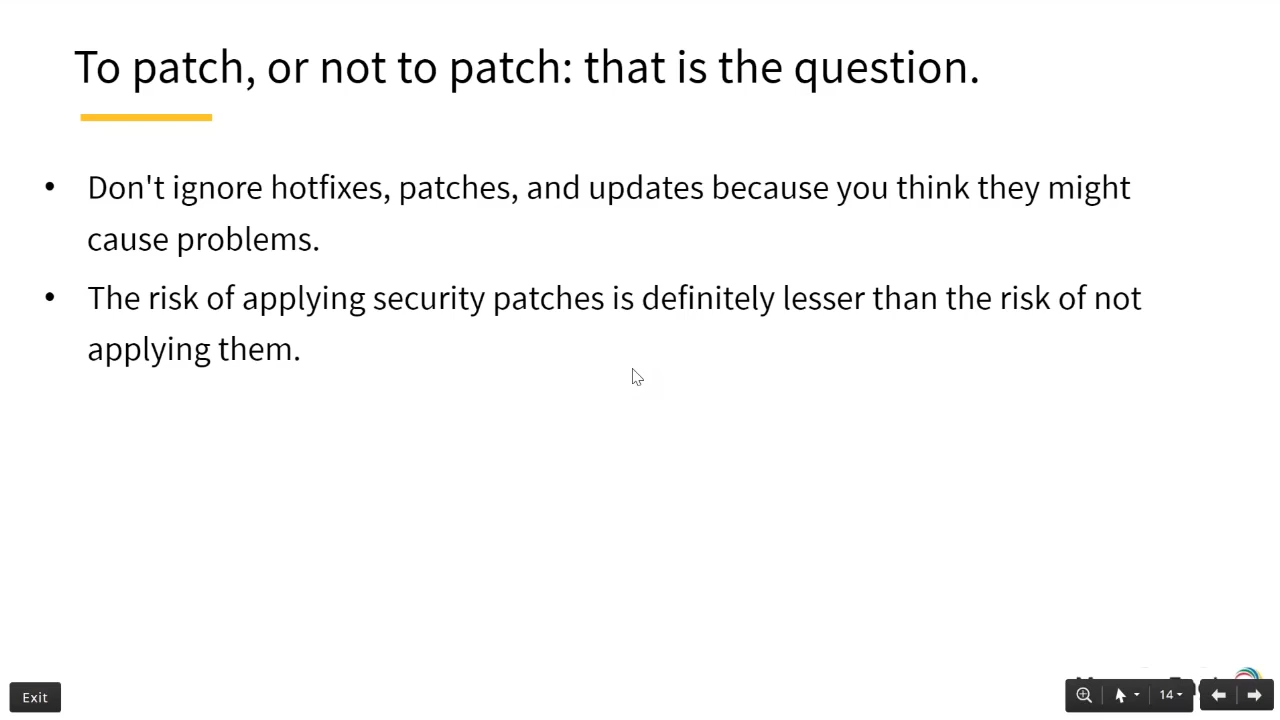 To patch, or not to patch: that is the question.
• Don't ignore hotfixes, patches, and updates because you think they might
cause problems.
• The risk of applying security patches is definitely lesser than the risk of not
applying them.
Exit
14